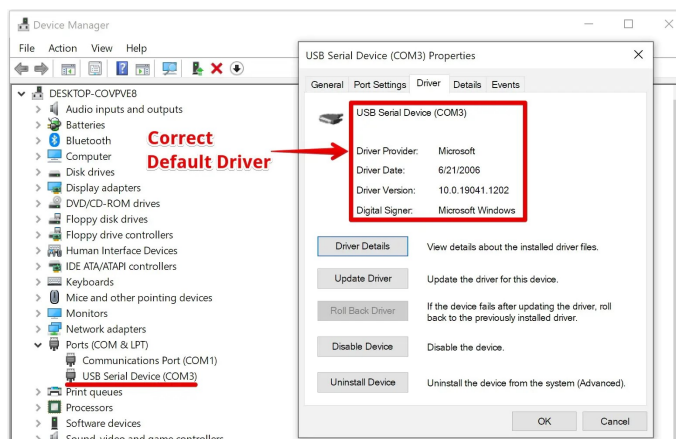 Device Manager
File Action View Help
DESKTOP-COVPVE8
Audio inputs and outputs
Batteries
Bluetooth
Computer
Disk drives
Display adapters
DVD/CD-ROM drives
Floppy disk drives
Floppy drive controllers
Human Interface Devices
IDE ATA/ATAPI controllers
Keyboards
Mice and other pointing devices
Monitors
Network adapters
Ports (COM & LPT)
Communications Port (COM1)
USB Serial Device (COM3)
Print queues
Processors
Software devices
Sound, video and game controllers
Correct
Default Driver
USB Serial Device (COM3) Properties
General Port Settings Driver Details Events
USB Serial Device (COM3)
Driver Provider: Microsoft
Driver Date: 6/21/2006
Driver Version: 10.0.19041.1202
Digital Signer: Microsoft Windows
Driver Details View details about the installed driver files.
Update Driver Update the driver for this device.
Roll Back Driver If the device fails after updating the driver, roll
back to the previously installed driver.
Disable Device Disable the device.
Uninstall Device Uninstall the device from the system (Advanced).
OK Cancel